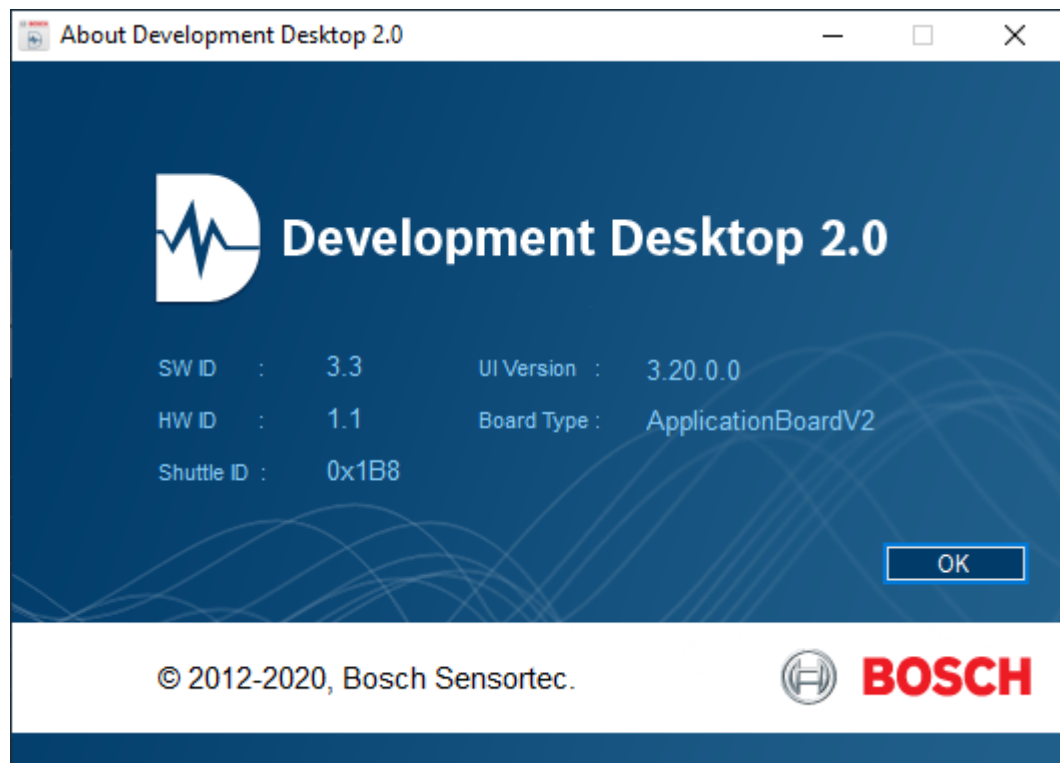 About Development Desktop 2.0
Development Desktop 2.0
SW ID : 3.3 UI Version : 3.20.0.0
HW ID : 1.1 Board Type : ApplicationBoardV2
Shuttle ID : 0x1B8
OK
© 2012-2020, Bosch Sensortec.
BOSCH